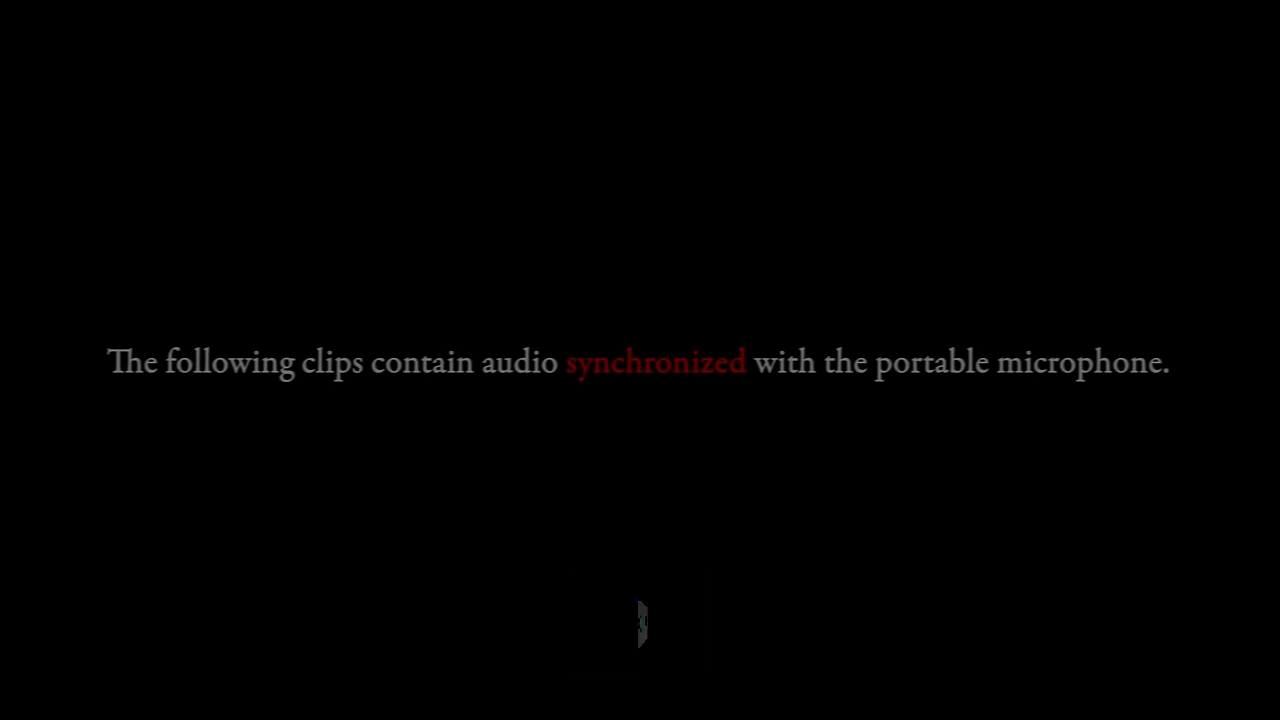 The following clips contain audio synchronized with the portable microphone.